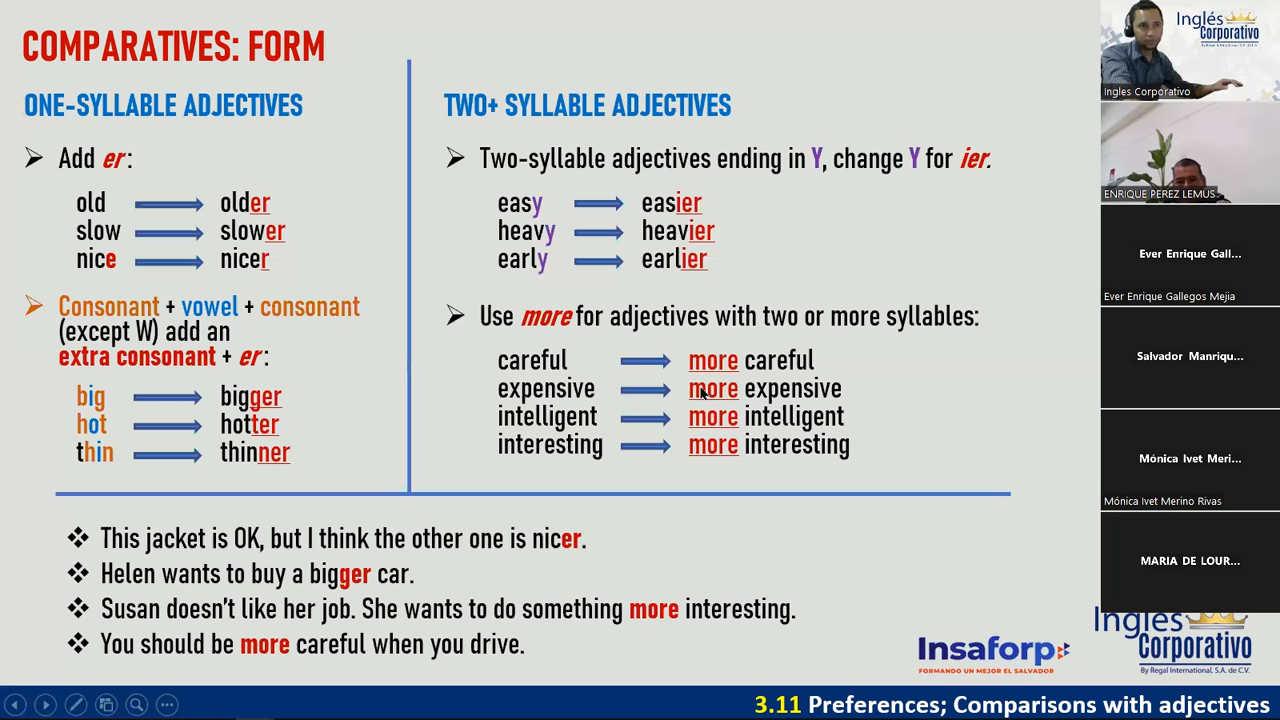 COMPARATIVES: FORM
ONE-SYLLABLE ADJECTIVES
Add er:
old older
slow slower
nice nicer
Consonant + vowel + consonant
(except W) add an
extra consonant + er:
big bigger
hot hotter
thin thinner
TWO+ SYLLABLE ADJECTIVES
Two-syllable adjectives ending in Y, change Y for ier.
easy easier
heavy heavier
early earlier
Use more for adjectives with two or more syllables:
careful more careful
expensive more expensive
intelligent more intelligent
interesting more interesting
This jacket is OK, but I think the other one is nicer.
Helen wants to buy a bigger car.
Susan doesn't like her job. She wants to do something more interesting.
You should be more careful when you drive.
Insaforp
FORMANDO UN MEJOR EL SALVADOR
Inglés
Corporativo
By Regal International, S.A. de C.V.
3.11 Preferences; Comparisons with adjectives
Inglés
Corporativo
Ingles Corporativo
ENRIQUE PEREZ LEMUS
Ever Enrique Gall...
Ever Enrique Gallegos Mejia
Salvador Manriqu...
Mónica Ivet Meri...
Mónica Ivet Merino Rivas
MARIA DE LOUR...